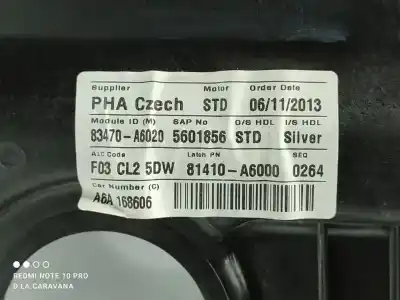 Supplier Motor Order Date
PHA Czech STD 06/11/2013
Module ID (M) SAP No O/S HDL I/S HDL
83470-A6020 5601856 STD Silver
ALC Code Latch PN SEQ
F03 CL2 5DW 81410-A6000 0264
Car Number (C)
A8A 168606
REDMI NOTE 10 PRO
D LA CARAVANA